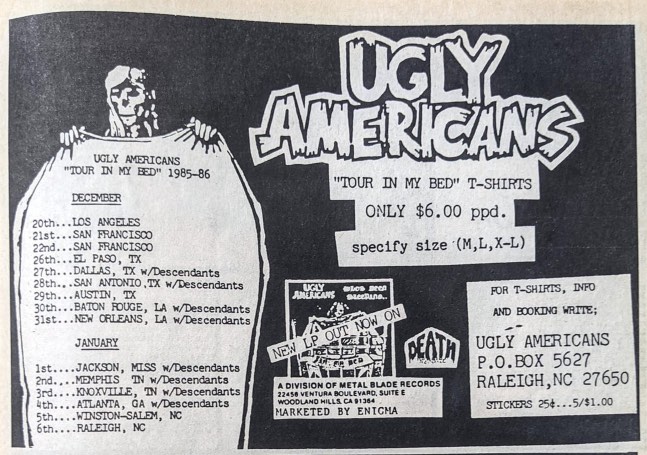 UGLY AMERICANS
"TOUR IN MY BED" 1985-86
DECEMBER
20th...LOS ANGELES
21st...SAN FRANCISCO
22nd...SAN FRANCISCO
26th...EL PASO, TX
27th...DALLAS, TX w/Descendants
28th...SAN ANTONIO,TX w/Descendants
29th...AUSTIN, TX
30th...BATON ROUGE, LA w/Descendants
31st...NEW ORLEANS, LA w/Descendants
JANUARY
1st....JACKSON, MISS w/Descendants
2nd....MEMPHIS TN w/Descendants
3rd....KNOXVILLE, TN w/Descendants
4th....ATLANTA, GA w/Descendants
5th....WINSTON-SALEM, NC
6th....RALEIGH, NC
UGLY
AMERICANS
"TOUR IN MY BED" T-SHIRTS
ONLY $6.00 ppd.
specify size (M,L,X-L)
UGLY
AMERICANS
WHO'S BEEN
SLEEPING..
NEW LP OUT NOW ON
BED
DEATH
A DIVISION OF METAL BLADE RECORDS
22458 VENTURA BOULEVARD, SUITE E
WOODLAND HILLS, CA 91364
MARKETED BY ENIGMA
FOR T-SHIRTS, INFO
AND BOOKING WRITE;
UGLY AMERICANS
P.O.BOX 5627
RALEIGH,NC 27650
STICKERS 25¢...5/$1.00